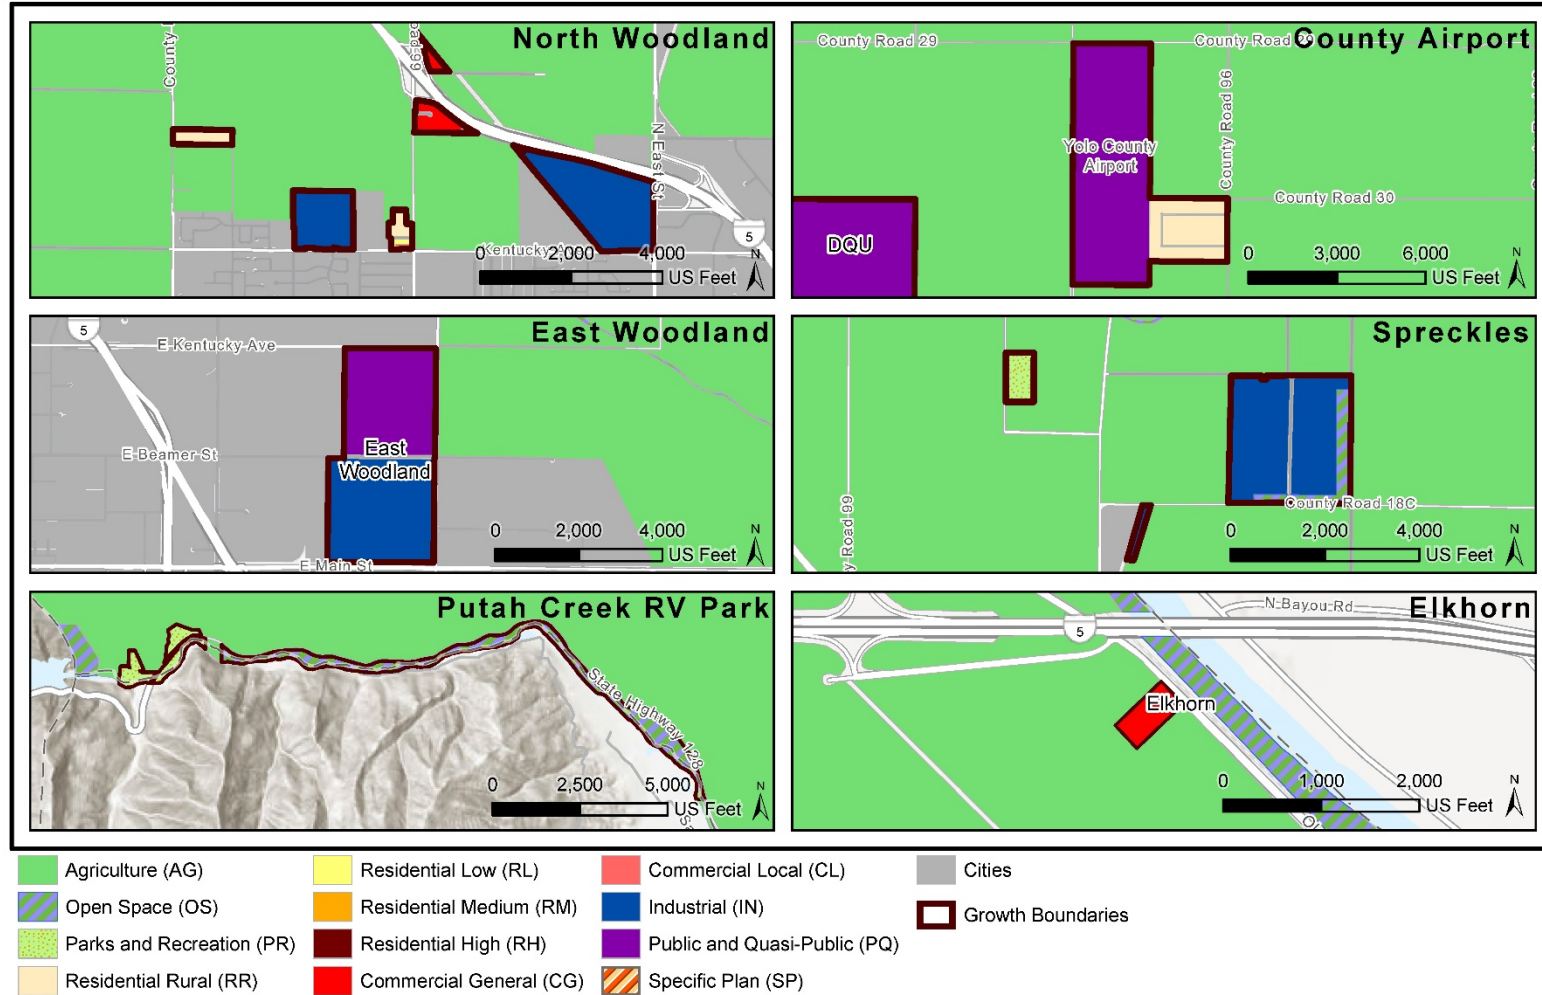 North Woodland
County
oad 99
N East St
Kentucky A
5
0 2,000 4,000
US Feet
N
County Airport
County Road 29
County Road 29
County Road 96
Yolo County
Airport
County Road 30
DQU
0 3,000 6,000
US Feet
N
East Woodland
5
E Kentucky Ave
E Beamer St
East
Woodland
E Main St
0 2,000 4,000
US Feet
N
Spreckles
y Road 99
County Road 18C
0 2,000 4,000
US Feet
N
Putah Creek RV Park
State Highway 128
0 2,500 5,000
US Feet
N
Elkhorn
N Bayou Rd
5
Elkhorn
0 1,000 2,000
US Feet
N
Agriculture (AG)
Open Space (OS)
Parks and Recreation (PR)
Residential Rural (RR)
Residential Low (RL)
Residential Medium (RM)
Residential High (RH)
Commercial General (CG)
Commercial Local (CL)
Industrial (IN)
Public and Quasi-Public (PQ)
Specific Plan (SP)
Cities
Growth Boundaries